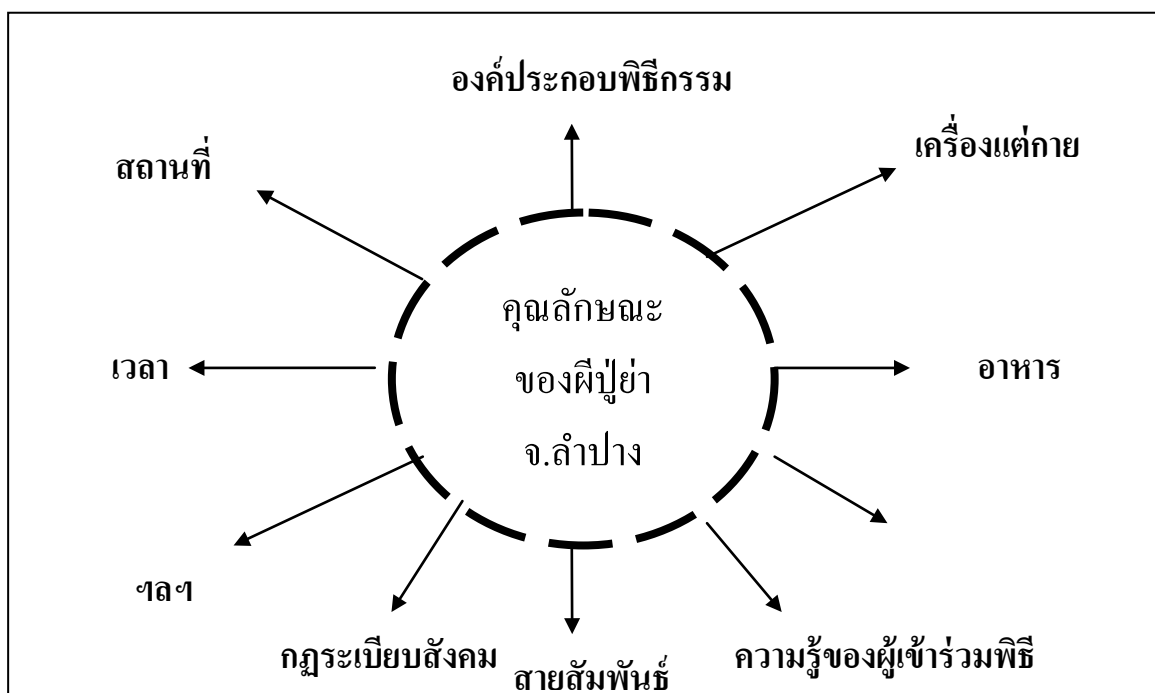 องค์ประกอบพิธีกรรม
เครื่องแต่กาย
สถานที่
คุณลักษณะ
ของผีปู่ย่า
จ.ลำปาง
เวลา
อาหาร
ฯลฯ
กฎระเบียบสังคม
สายสัมพันธ์
ความรู้ของผู้เข้าร่วมพิธี